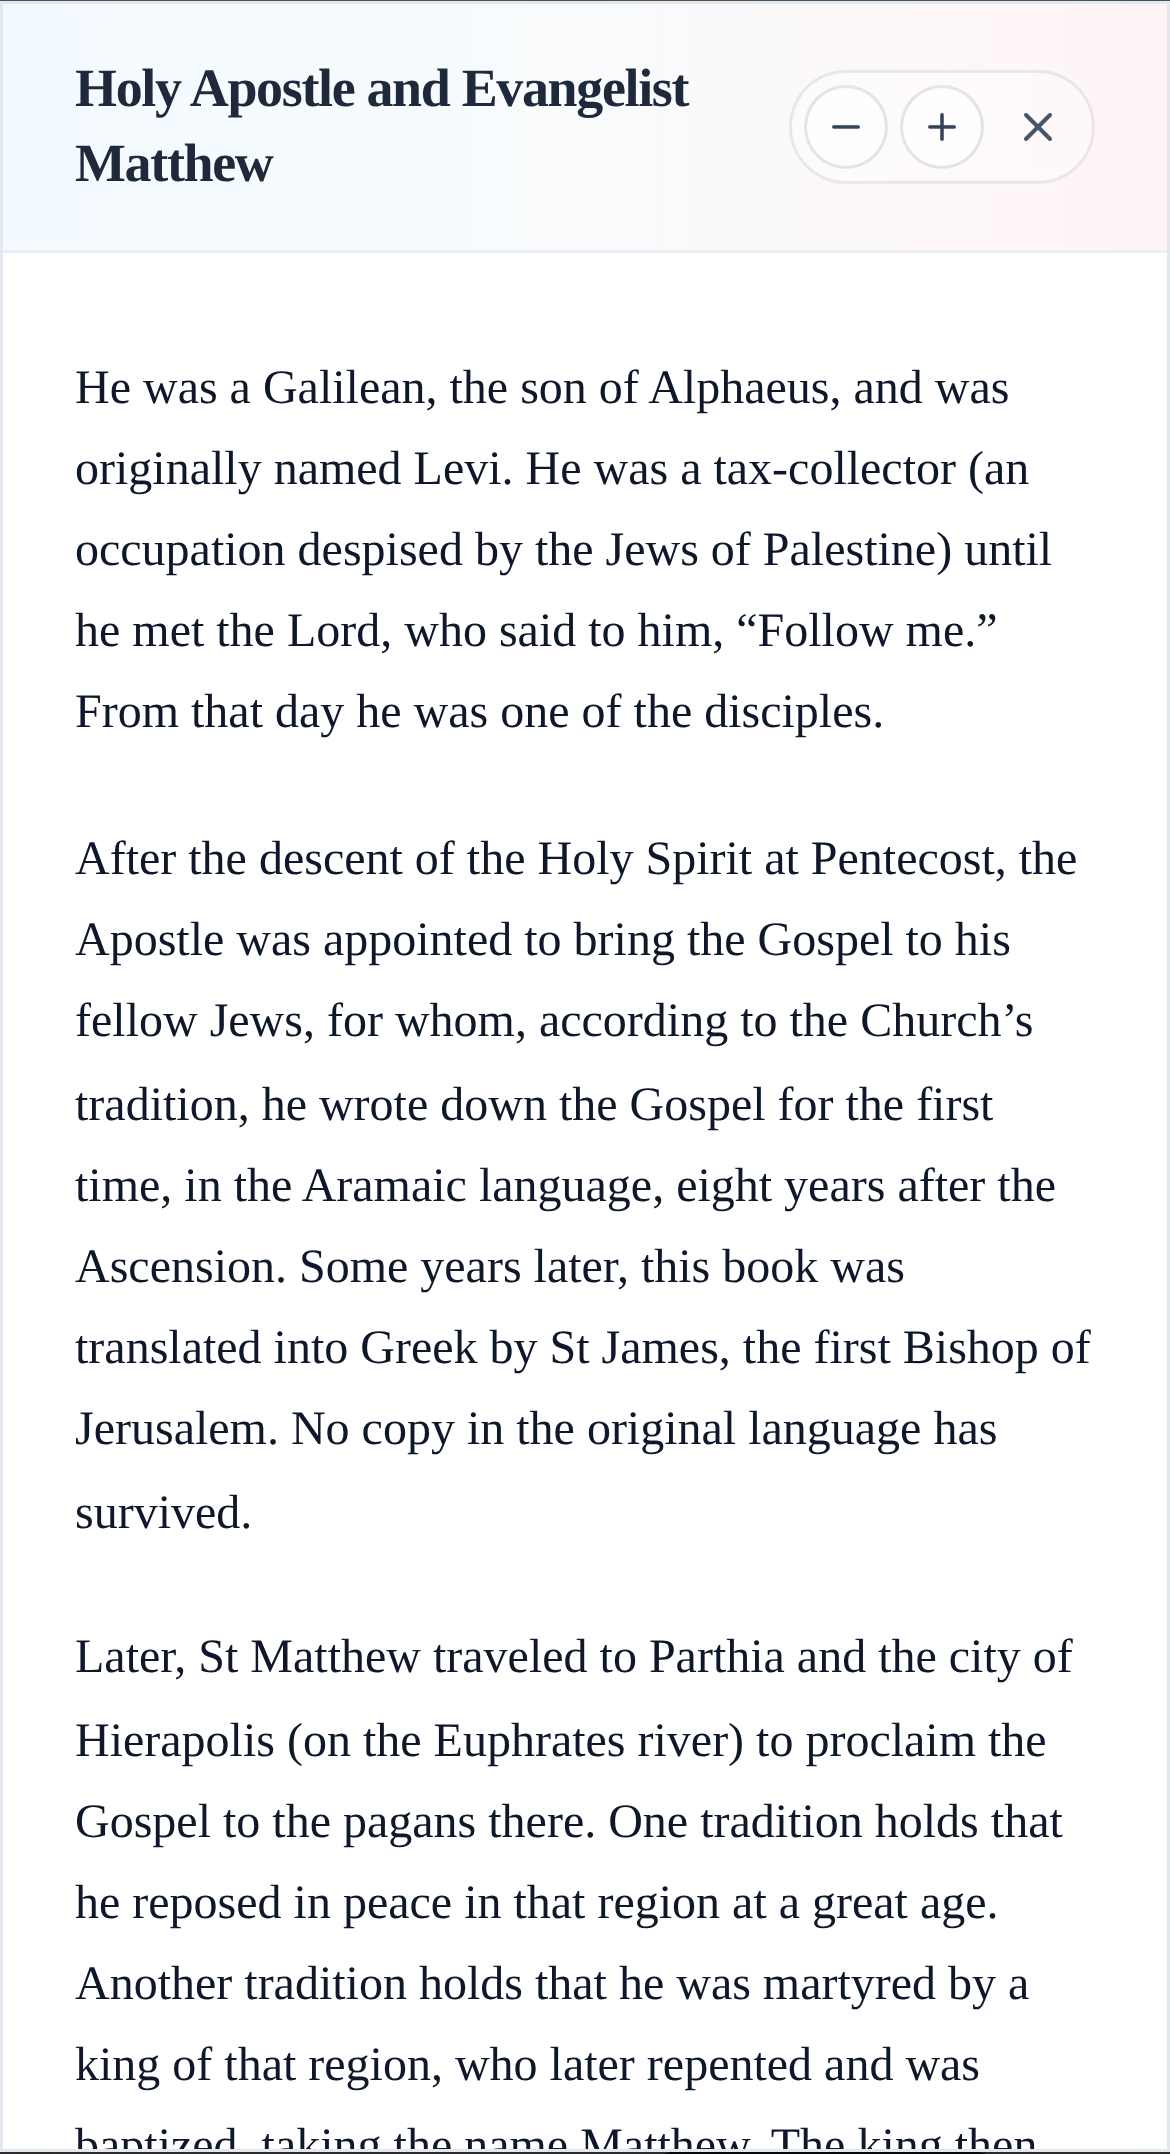 Holy Apostle and Evangelist
Matthew
He was a Galilean, the son of Alphaeus, and was
originally named Levi. He was a tax-collector (an
occupation despised by the Jews of Palestine) until
he met the Lord, who said to him, “Follow me.”
From that day he was one of the disciples.
After the descent of the Holy Spirit at Pentecost, the
Apostle was appointed to bring the Gospel to his
fellow Jews, for whom, according to the Church’s
tradition, he wrote down the Gospel for the first
time, in the Aramaic language, eight years after the
Ascension. Some years later, this book was
translated into Greek by St James, the first Bishop of
Jerusalem. No copy in the original language has
survived.
Later, St Matthew traveled to Parthia and the city of
Hierapolis (on the Euphrates river) to proclaim the
Gospel to the pagans there. One tradition holds that
he reposed in peace in that region at a great age.
Another tradition holds that he was martyred by a
king of that region, who later repented and was
baptized, taking the name Matthew. The king then